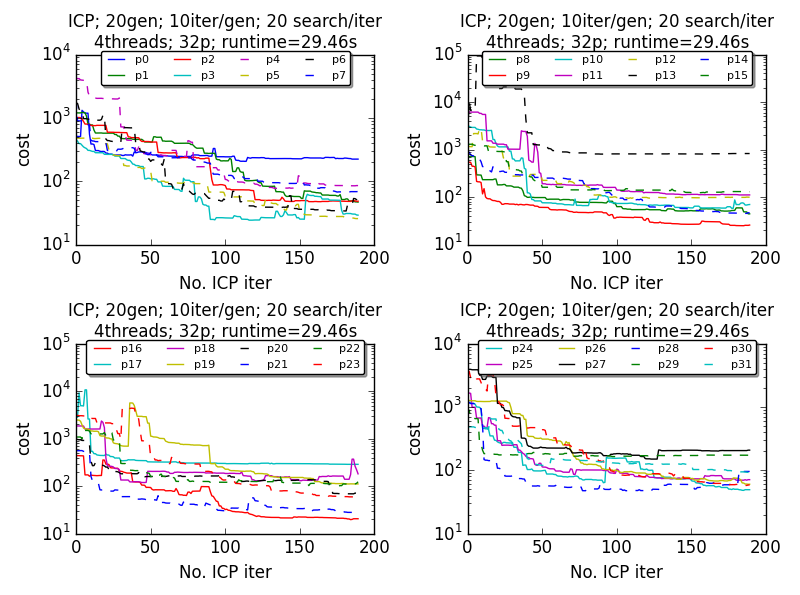 ICP; 20gen; 10iter/gen; 20 search/iter
4threads; 32p; runtime=29.46s
10^4
10^3
10^2
10^1
cost
p0 p2 p4 p6
p1 p3 p5 p7
0 50 100 150 200
No. ICP iter
ICP; 20gen; 10iter/gen; 20 search/iter
4threads; 32p; runtime=29.46s
10^5
10^4
10^3
10^2
10^1
cost
p8 p10 p12 p14
p9 p11 p13 p15
0 50 100 150 200
No. ICP iter
ICP; 20gen; 10iter/gen; 20 search/iter
4threads; 32p; runtime=29.46s
10^5
10^4
10^3
10^2
10^1
cost
p16 p18 p20 p22
p17 p19 p21 p23
0 50 100 150 200
No. ICP iter
ICP; 20gen; 10iter/gen; 20 search/iter
4threads; 32p; runtime=29.46s
10^4
10^3
10^2
10^1
cost
p24 p26 p28 p30
p25 p27 p29 p31
0 50 100 150 200
No. ICP iter